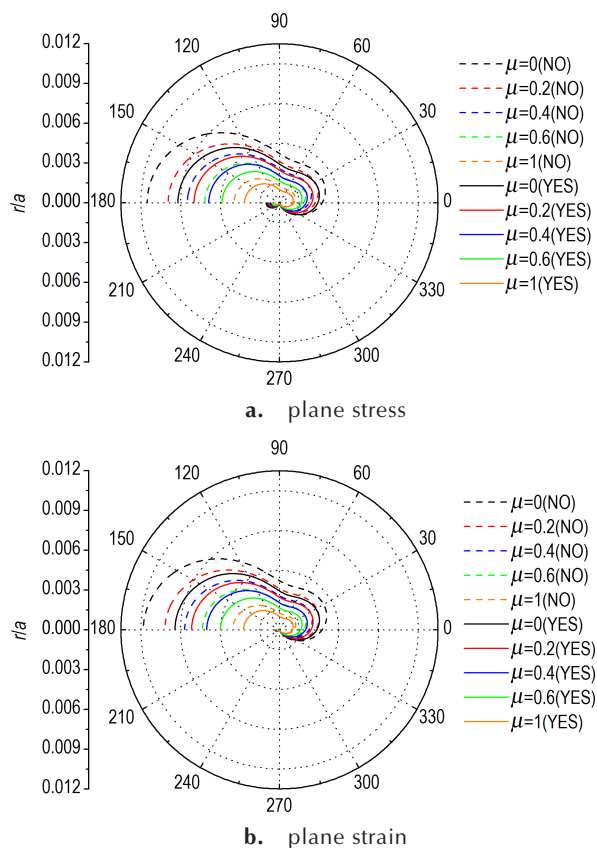 90
120
60
150
30
180
0
210
330
240
300
270
0.012
0.009
0.006
0.003
0.000
0.003
0.006
0.009
0.012
r/a
μ=0(NO)
μ=0.2(NO)
μ=0.4(NO)
μ=0.6(NO)
μ=1(NO)
μ=0(YES)
μ=0.2(YES)
μ=0.4(YES)
μ=0.6(YES)
μ=1(YES)
a. plane stress
90
120
60
150
30
180
0
210
330
240
300
270
0.012
0.009
0.006
0.003
0.000
0.003
0.006
0.009
0.012
r/a
μ=0(NO)
μ=0.2(NO)
μ=0.4(NO)
μ=0.6(NO)
μ=1(NO)
μ=0(YES)
μ=0.2(YES)
μ=0.4(YES)
μ=0.6(YES)
μ=1(YES)
b. plane strain